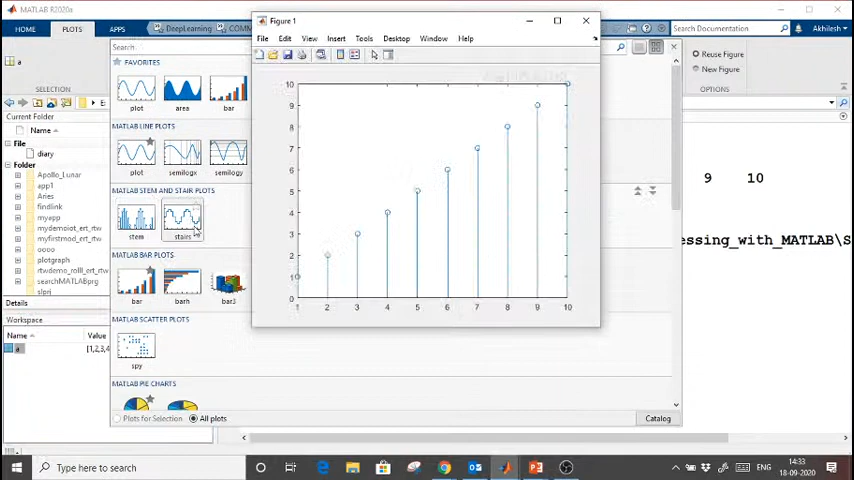 MATLAB R2020a
HOME
PLOTS
APPS
DeepLearning
COMM
Search Documentation
Akhilesh
a
SELECTION
Search
FAVORITES
plot
area
bar
MATLAB LINE PLOTS
plot
semilogx
semilogy
MATLAB STEM AND STAIR PLOTS
stem
stairs
MATLAB BAR PLOTS
bar
barh
bar3
MATLAB SCATTER PLOTS
spy
MATLAB PIE CHARTS
Plots for Selection
All plots
Catalog
Reuse Figure
New Figure
OPTIONS
E:
Current Folder
Name
File
diary
Folder
Apollo_Lunar
app1
Aries
findlink
myapp
mydemoiot_ert_rtw
myfirstmod_ert_rtw
oooo
plotgraph
rtwdemo_rolll_ert_rtw
searchMATLABprg
slprj
Details
Workspace
Name
Value
a
[1,2,3,4
Figure 1
File Edit View Insert Tools Desktop Window Help
10
9
8
7
6
5
4
3
2
1
0
1 2 3 4 5 6 7 8 9 10
9 10
essing_with_MATLAB\S
Type here to search
ENG
14:33
18-09-2020